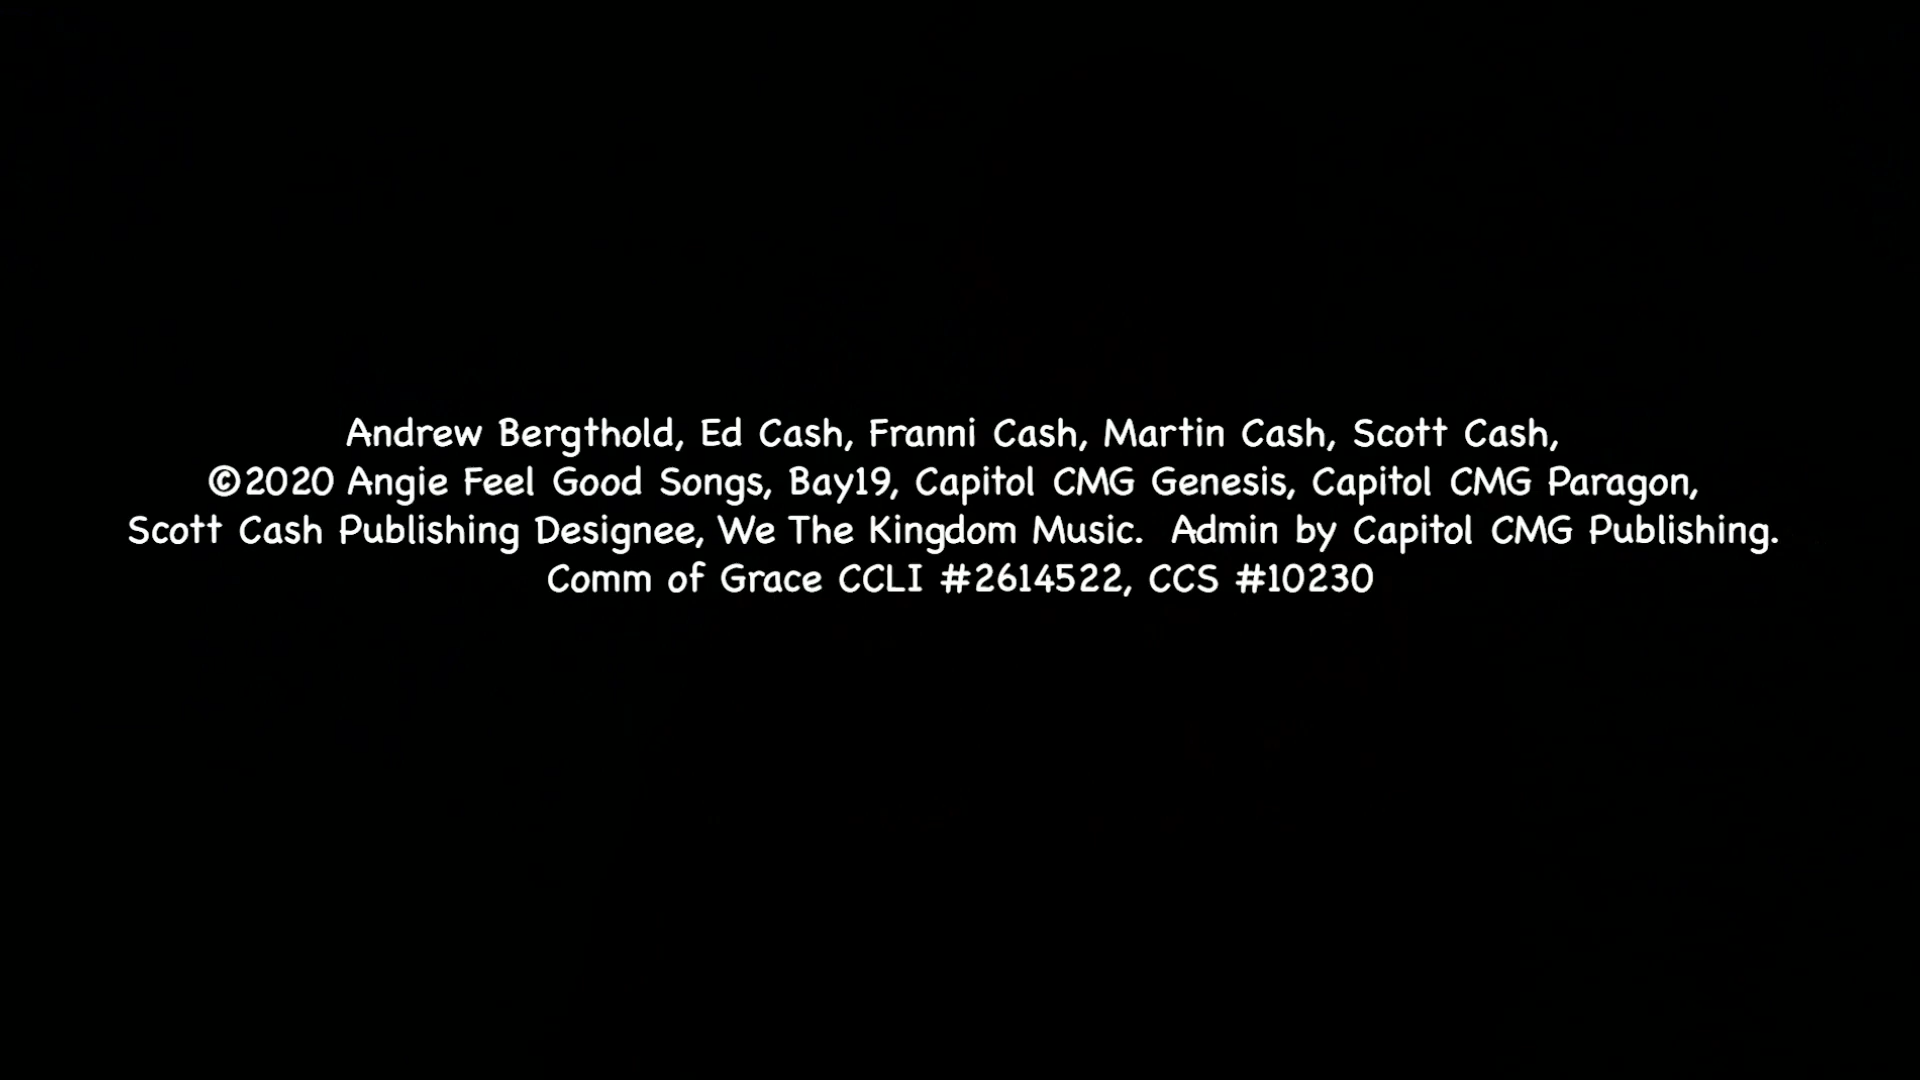 Andrew Bergthold, Ed Cash, Franni Cash, Martin Cash, Scott Cash,
©2020 Angie Feel Good Songs, Bay19, Capitol CMG Genesis, Capitol CMG Paragon,
Scott Cash Publishing Designee, We The Kingdom Music.  Admin by Capitol CMG Publishing.
Comm of Grace CCLI #2614522, CCS #10230